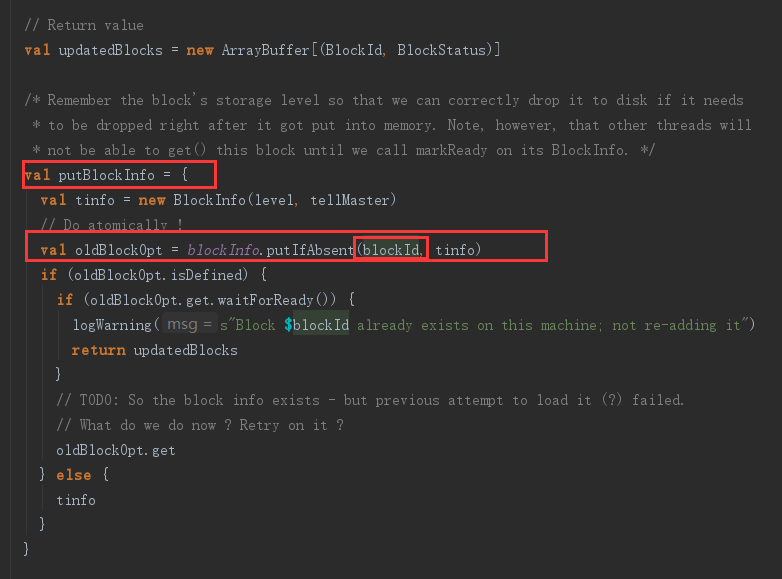 // Return value
val updatedBlocks = new ArrayBuffer[(BlockId, BlockStatus)]
/* Remember the block's storage level so that we can correctly drop it to disk if it needs
* to be dropped right after it got put into memory. Note, however, that other threads will
* not be able to get() this block until we call markReady on its BlockInfo. */
val putBlockInfo = {
val tinfo = new BlockInfo(level, tellMaster)
// Do atomically !
val oldBlockOpt = blockInfo.putIfAbsent(blockId, tinfo)
if (oldBlockOpt.isDefined) {
if (oldBlockOpt.get.waitForReady()) {
logWarning( msg = s"Block $blockId already exists on this machine; not re-adding it")
return updatedBlocks
}
// TODO: So the block info exists - but previous attempt to load it (?) failed.
// What do we do now ? Retry on it ?
oldBlockOpt.get
} else {
tinfo
}
}